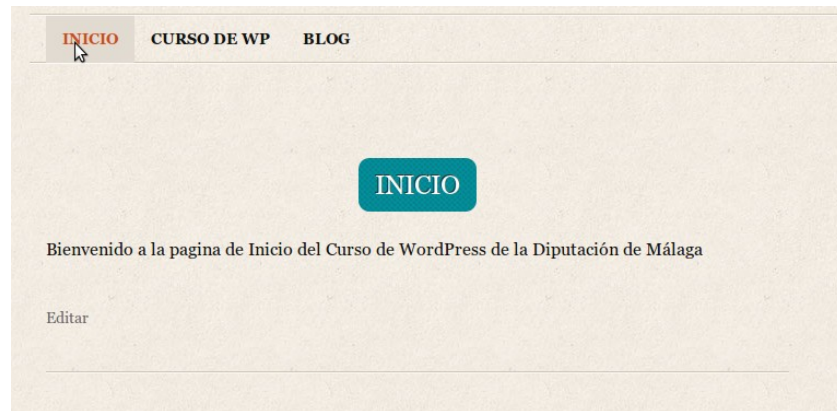 INICIO CURSO DE WP BLOG
INICIO
Bienvenido a la pagina de Inicio del Curso de WordPress de la Diputación de Málaga
Editar